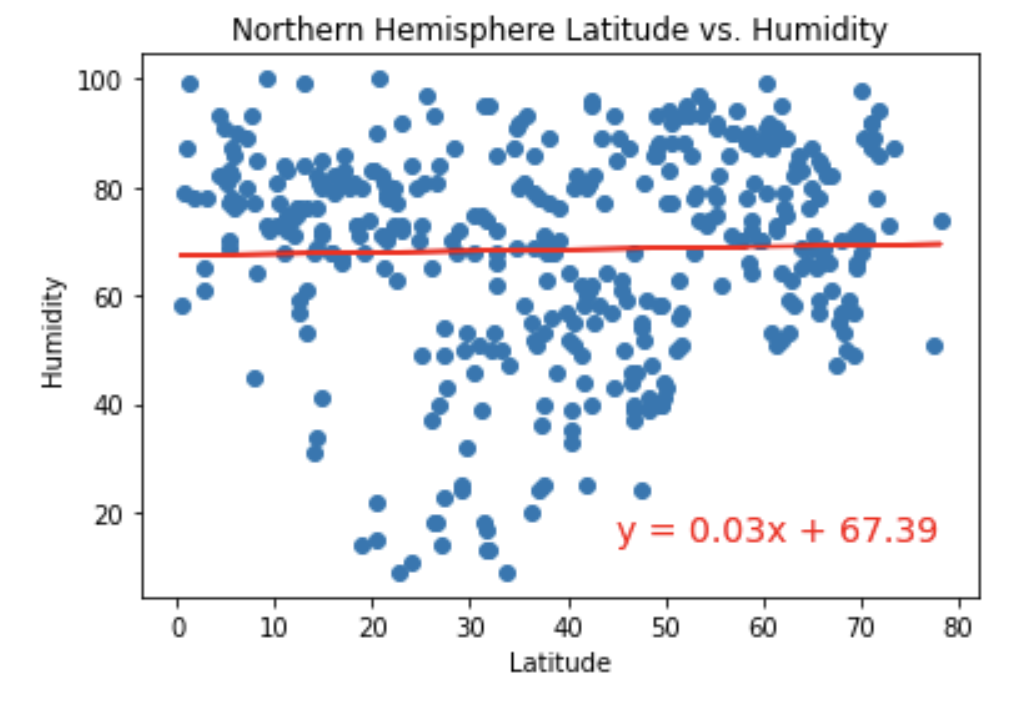 Northern Hemisphere Latitude vs. Humidity
100
80
60
40
20
Humidity
y = 0.03x + 67.39
0 10 20 30 40 50 60 70 80
Latitude